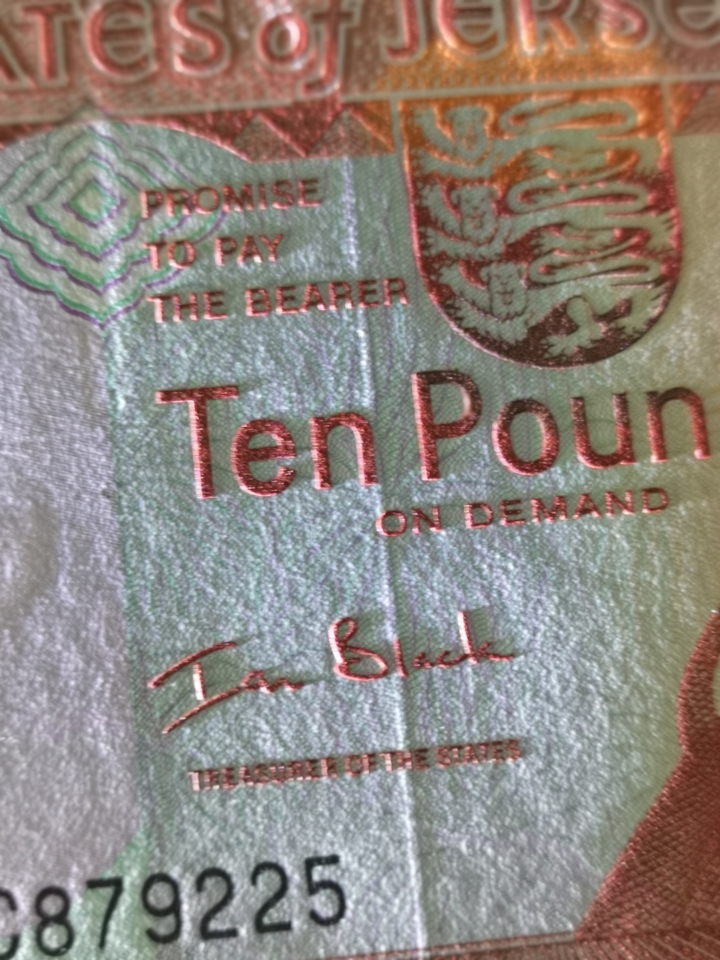 ATES of JERSE
PROMISE
TO PAY
THE BEARER
Ten Poun
ON DEMAND
Ian Black
TREASURER OF THE STATES
C879225